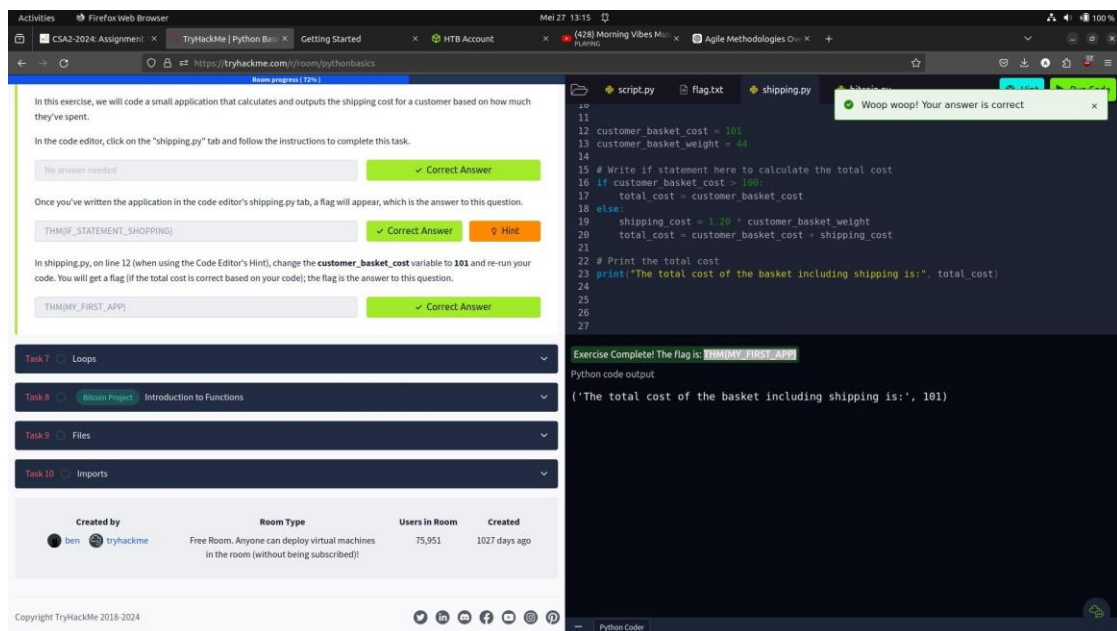 Activities Firefox Web Browser Mei 27 13:15 100 %
CSA2-2024: Assignment TryHackMe | Python Bas Getting Started HTB Account (428) Morning Vibes Mu Agile Methodologies Ov
PLAYING
https://tryhackme.com/r/room/pythonbasics
Room progress ( 72% )
In this exercise, we will code a small application that calculates and outputs the shipping cost for a customer based on how much
they've spent.
In the code editor, click on the "shipping.py" tab and follow the instructions to complete this task.
No answer needed
Correct Answer
Once you've written the application in the code editor's shipping.py tab, a flag will appear, which is the answer to this question.
THM{IF_STATEMENT_SHOPPING}
Correct Answer
Hint
In shipping.py, on line 12 (when using the Code Editor's Hint), change the customer_basket_cost variable to 101 and re-run your
code. You will get a flag (if the total cost is correct based on your code); the flag is the answer to this question.
THM{MY_FIRST_APP}
Correct Answer
Task 7 Loops
Task 8 Bitcoin Project Introduction to Functions
Task 9 Files
Task 10 Imports
Created by Room Type Users in Room Created
ben tryhackme Free Room. Anyone can deploy virtual machines 75,951 1027 days ago
in the room (without being subscribed)!
Copyright TryHackMe 2018-2024
script.py flag.txt shipping.py
Woop woop! Your answer is correct
10
11
12 customer_basket_cost = 101
13 customer_basket_weight = 44
14
15 # Write if statement here to calculate the total cost
16 if customer_basket_cost > 100:
17 total_cost = customer_basket_cost
18 else:
19 shipping_cost = 1.20 * customer_basket_weight
20 total_cost = customer_basket_cost + shipping_cost
21
22 # Print the total cost
23 print("The total cost of the basket including shipping is:", total_cost)
24
25
26
27
Exercise Complete! The flag is: THM{MY_FIRST_APP}
Python code output
('The total cost of the basket including shipping is:', 101)
Python Coder